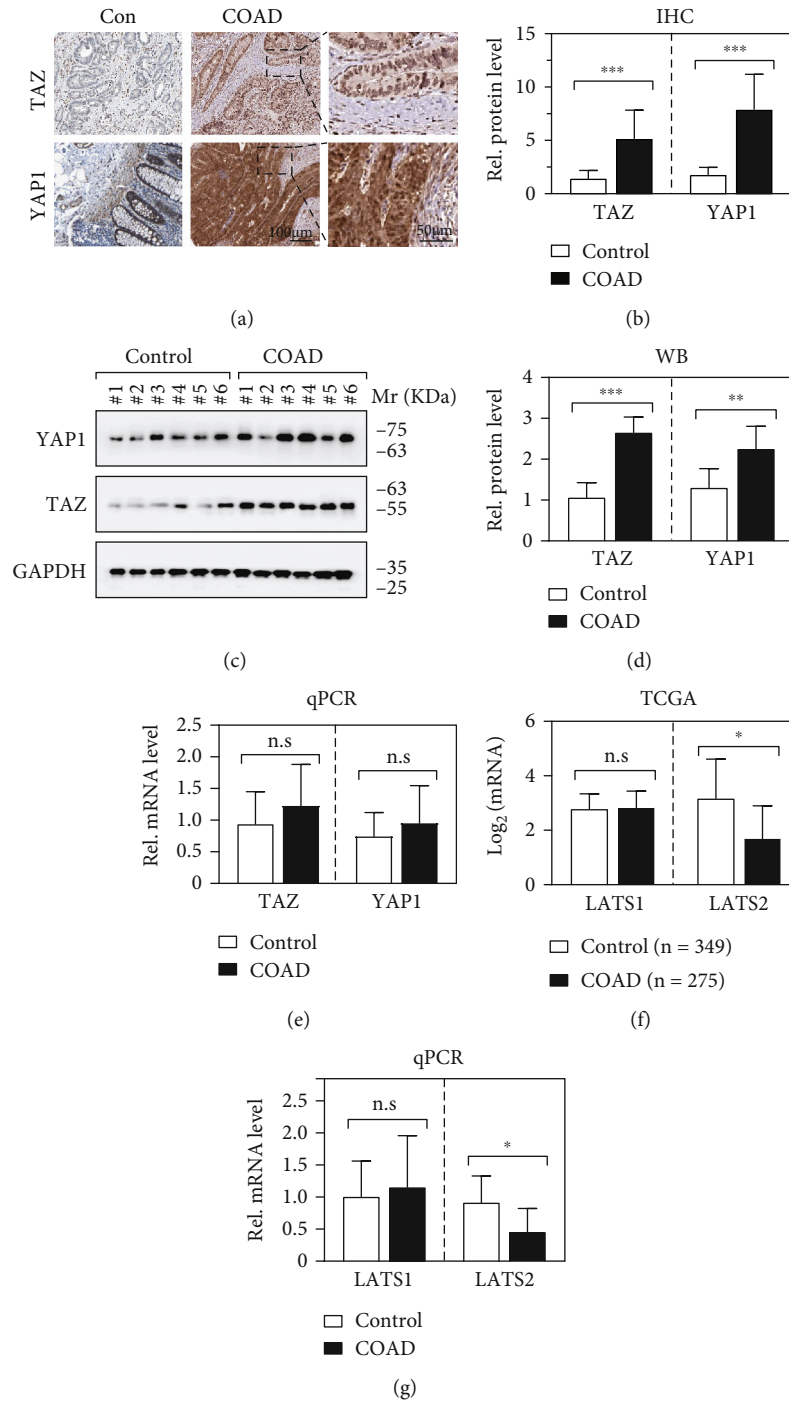 Con COAD
TAZ
YAP1
100μm 50μm
(a)
IHC
Rel. protein level
15
10
5
0
*** ***
TAZ YAP1
Control
COAD
(b)
Control COAD
#1 #2 #3 #4 #5 #6 #1 #2 #3 #4 #5 #6 Mr (KDa)
YAP1 –75
–63
TAZ –63
–55
GAPDH –35
–25
(c)
WB
Rel. protein level
4
3
2
1
0
*** **
TAZ YAP1
Control
COAD
(d)
qPCR
Rel. mRNA level
2.5
2.0
1.5
1.0
0.5
0
n.s n.s
TAZ YAP1
Control
COAD
(e)
TCGA
Log2 (mRNA)
6
4
2
0
n.s *
LATS1 LATS2
Control (n = 349)
COAD (n = 275)
(f)
qPCR
Rel. mRNA level
2.5
2.0
1.5
1.0
0.5
0
n.s *
LATS1 LATS2
Control
COAD
(g)